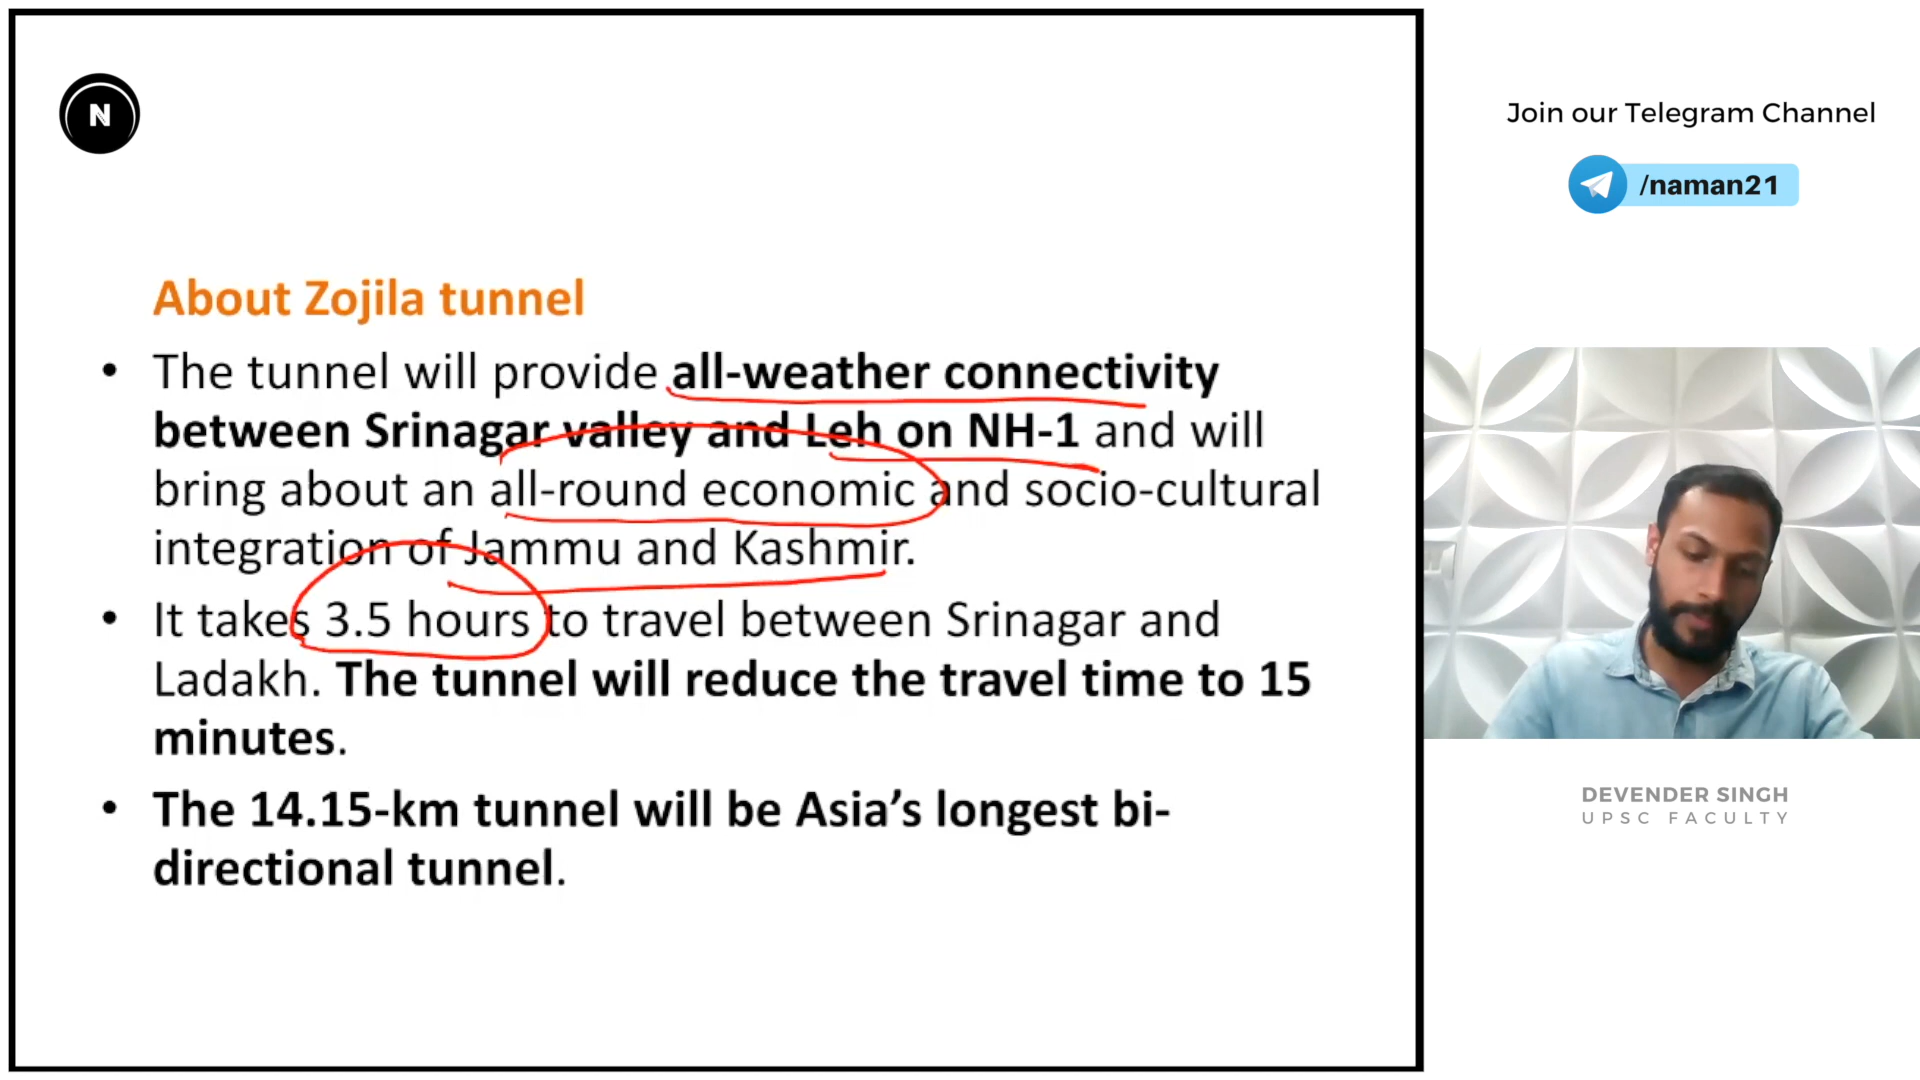 N
About Zojila tunnel
• The tunnel will provide all-weather connectivity
between Srinagar valley and Leh on NH-1 and will
bring about an all-round economic and socio-cultural
integration of Jammu and Kashmir.
• It takes 3.5 hours to travel between Srinagar and
Ladakh. The tunnel will reduce the travel time to 15
minutes.
• The 14.15-km tunnel will be Asia’s longest bi-
directional tunnel.
Join our Telegram Channel
/naman21
DEVENDER SINGH
UPSC FACULTY